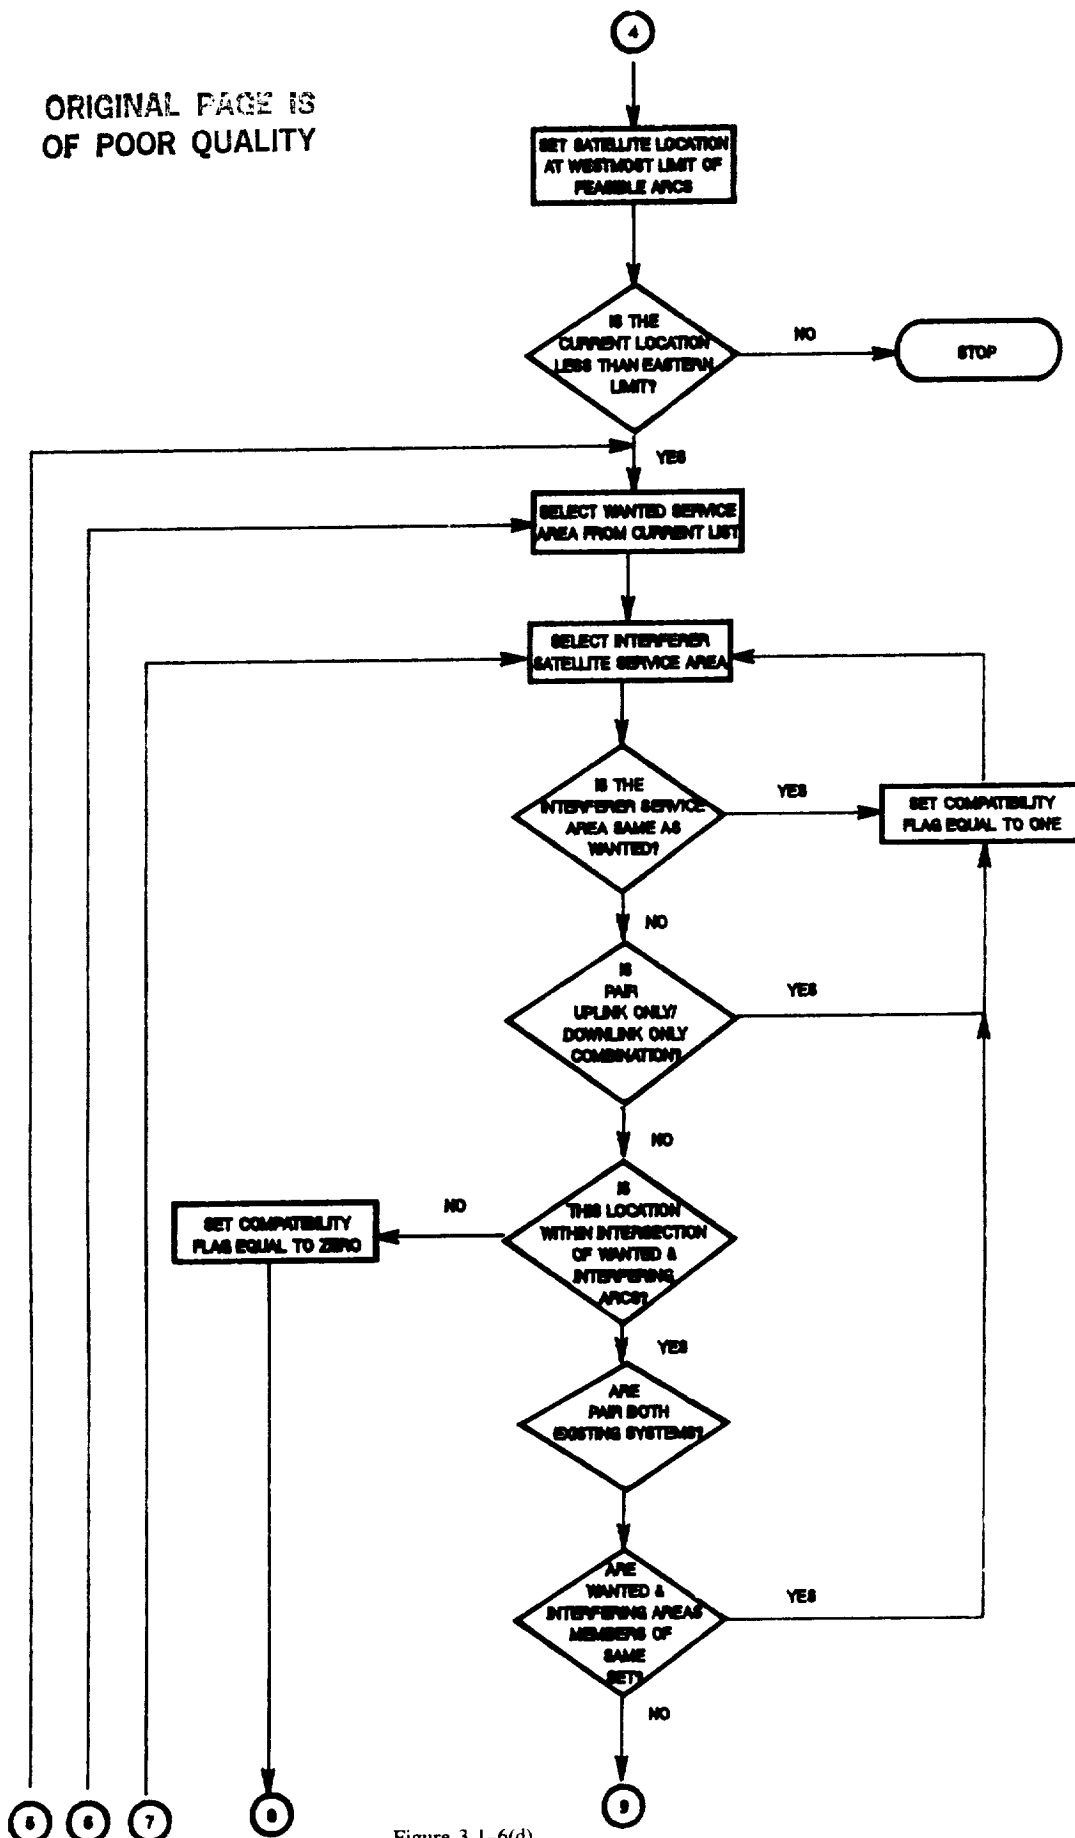 4
ORIGINAL PAGE IS
OF POOR QUALITY
SET SATELLITE LOCATION
AT WESTMOST LIMIT OF
FEASIBLE ARCS
IS THE
CURRENT LOCATION
LESS THAN EASTERN
LIMIT?
NO
STOP
YES
SELECT WANTED SERVICE
AREA FROM CURRENT LIST
SELECT INTERFERER
SATELLITE SERVICE AREA
IS THE
INTERFERER SERVICE
AREA SAME AS
WANTED?
YES
SET COMPATIBILITY
FLAG EQUAL TO ONE
NO
IS
PAIR
UPLINK ONLY/
DOWNLINK ONLY
COMBINATION?
YES
NO
IS
THIS LOCATION
WITHIN INTERSECTION
OF WANTED &
INTERFERING
ARCS?
NO
SET COMPATIBILITY
FLAG EQUAL TO ZERO
YES
ARE
PAIR BOTH
EXISTING SYSTEMS?
ARE
WANTED &
INTERFERING AREAS
MEMBERS OF
SAME
SET?
YES
NO
5 6 7 8 9
Figure 3.1-6(d)